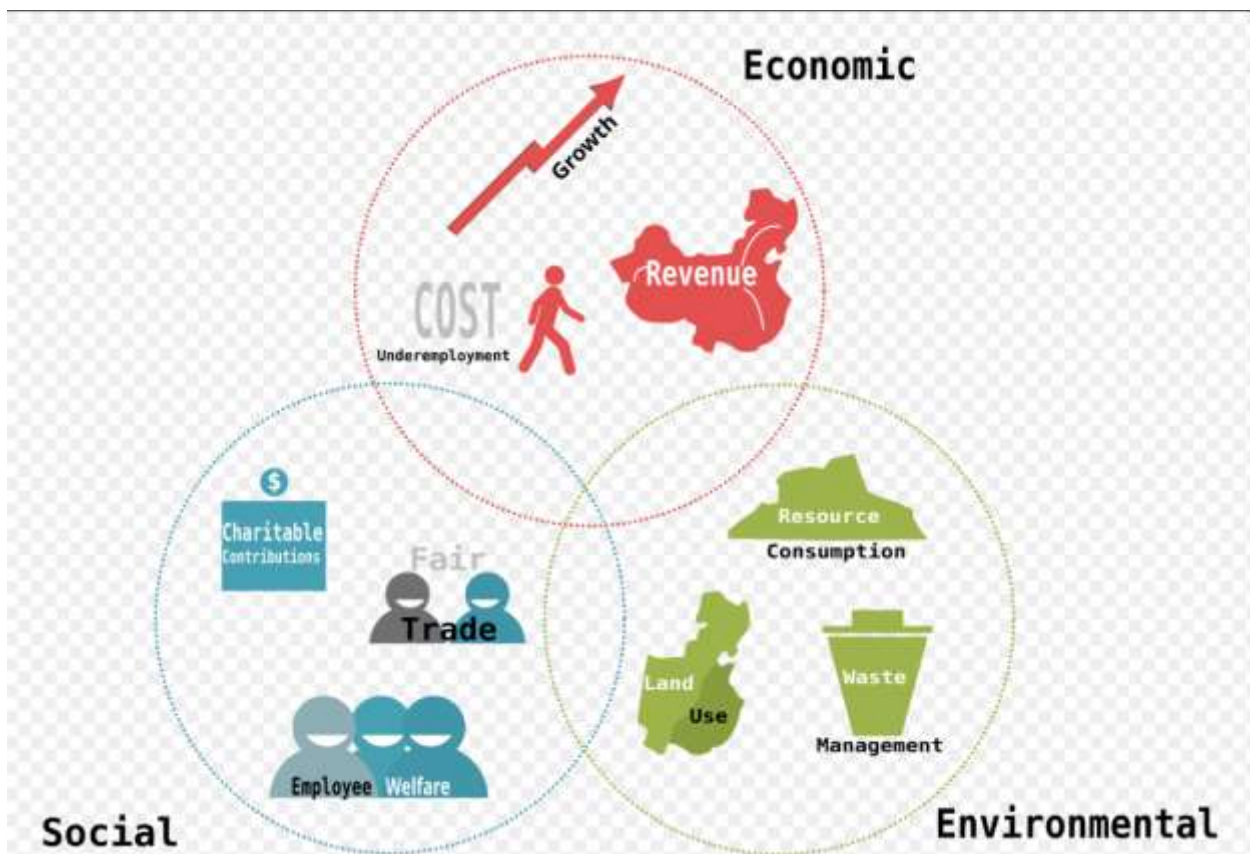 Economic
Growth
Revenue
COST
Underemployment
$
Charitable
Contributions
Fair
Trade
Employee Welfare
Social
Resource
Consumption
Land
Use
Waste
Management
Environmental